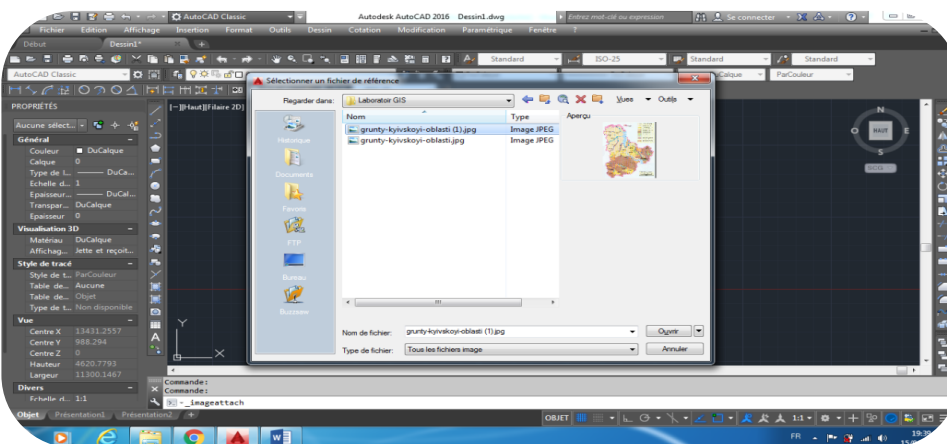 AutoCAD Classic
Autodesk AutoCAD 2016 Dessin1.dwg
Entrez mot-clé ou expression
Se connecter
Fichier Edition Affichage Insertion Format Outils Dessin Cotation Modification Paramétrique Fenêtre ?
Début
Dessin1*
Standard
ISO-25
Standard
Standard
AutoCAD Classic
Calque
ParCouleur
PROPRIÉTÉS
Aucune sélect...
Général
Couleur DuCalque
Calque 0
Type de l... DuCa...
Echelle d... 1
Epaisseur... DuCal...
Transpar... DuCalque
Epaisseur 0
Visualisation 3D
Matériau DuCalque
Affichag... Jette et reçoit...
Style de tracé
Style de t... ParCouleur
Table de... Aucune
Table de... Objet
Type de t... Non disponible
Vue
Centre X 13431.2557
Centre Y 988.294
Centre Z 0
Hauteur 4620.7793
Largeur 11300.1467
Divers
Echelle d... 1:1
[-][Haut][Filaire 2D]
Sélectionner un fichier de référence
Regarder dans: Laboratoir GIS
Vues Outils
Nom Type
grunty-kyivskoyi-oblasti (1).jpg Image JPEG
grunty-kyivskoyi-oblasti.jpg Image JPEG
Aperçu
Historique
Documents
Favoris
FTP
Bureau
Buzzsaw
Nom de fichier: grunty-kyivskoyi-oblasti (1).jpg
Ouvrir
Type de fichier: Tous les fichiers image
Annuler
N
O HAUT E
S
Y
X
Commande:
Commande:
- _imageattach
Objet Présentation1 Présentation2 +
OBJET
1:1
FR
19:39